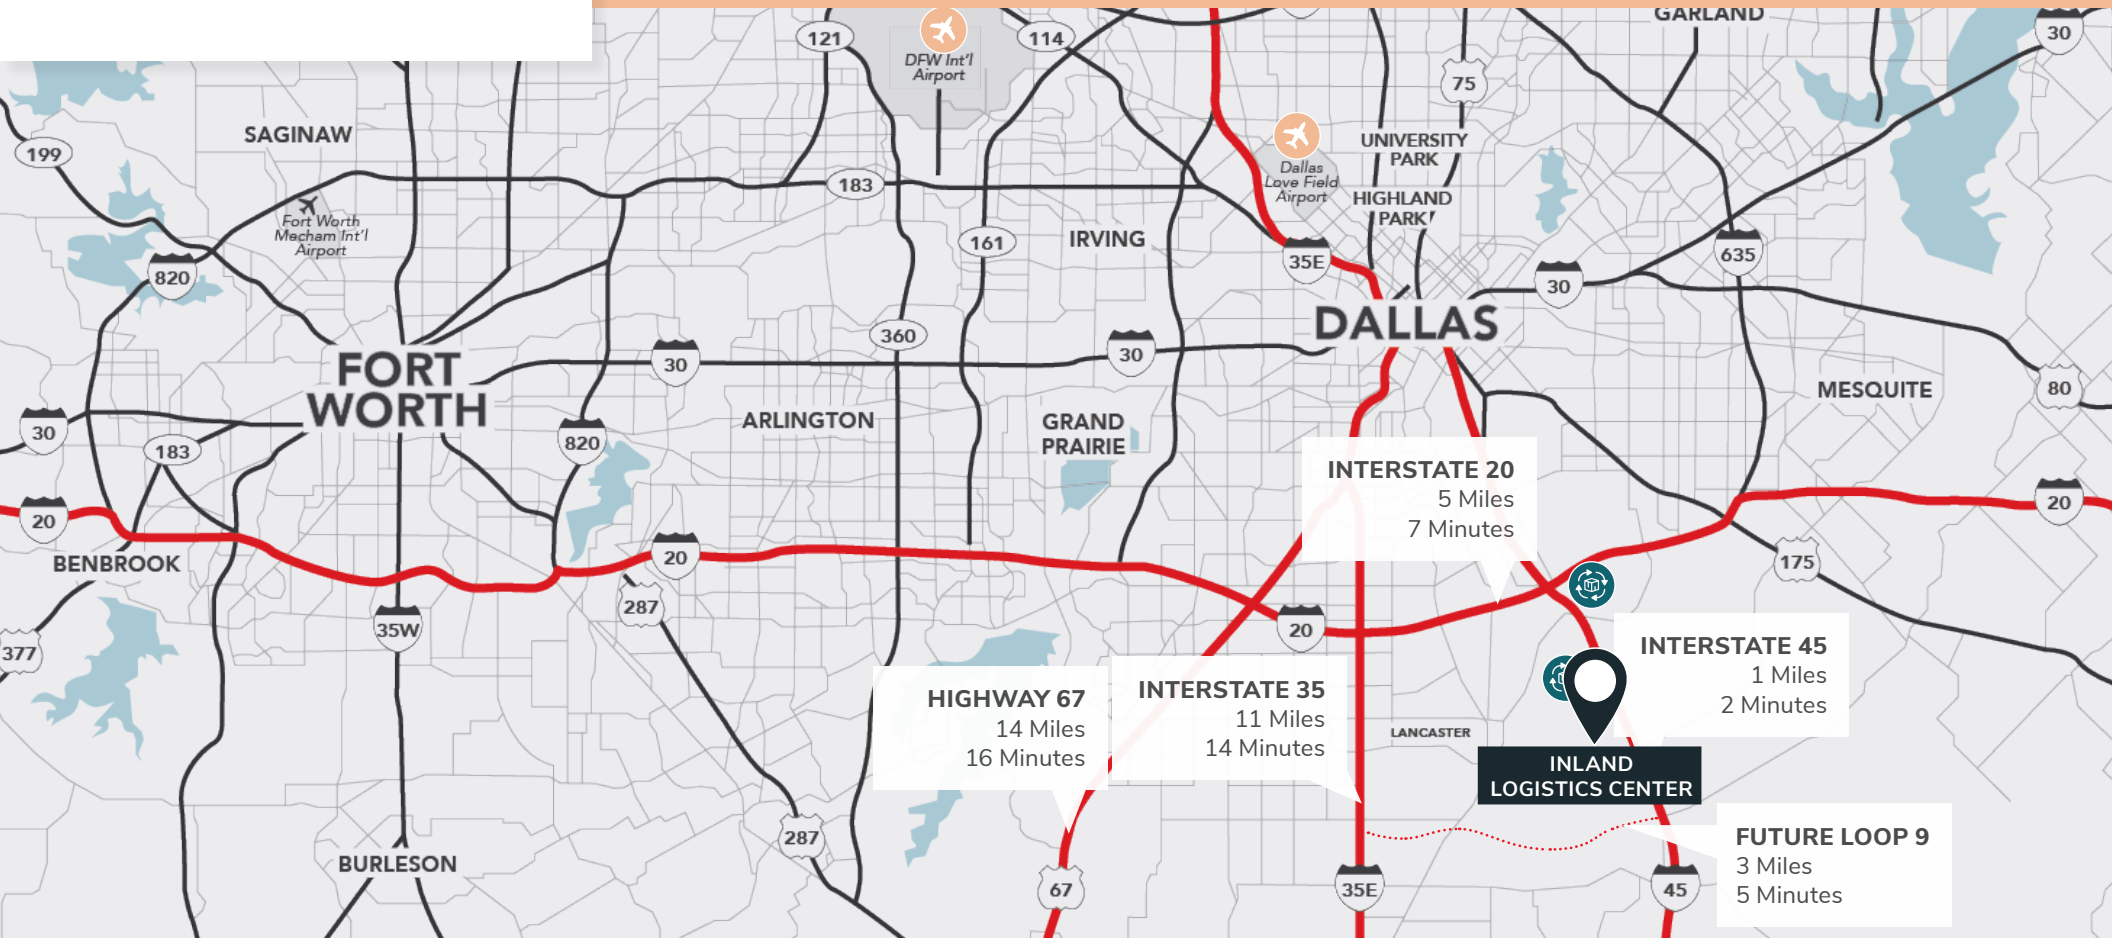 GARLAND
30
121
114
DFW Int'l
Airport
75
SAGINAW
199
UNIVERSITY
PARK
Dallas
Love Field
Airport
183
HIGHLAND
PARK
Fort Worth
Mecham Int'l
Airport
161
IRVING
820
35E
635
30
DALLAS
360
30
30
FORT
WORTH
80
MESQUITE
ARLINGTON
GRAND
PRAIRIE
30
183
820
INTERSTATE 20
5 Miles
7 Minutes
20
20
BENBROOK
20
175
287
35W
20
377
INTERSTATE 45
1 Miles
2 Minutes
HIGHWAY 67
14 Miles
16 Minutes
INTERSTATE 35
11 Miles
14 Minutes
LANCASTER
INLAND
LOGISTICS CENTER
287
BURLESON
FUTURE LOOP 9
3 Miles
5 Minutes
67
35E
45